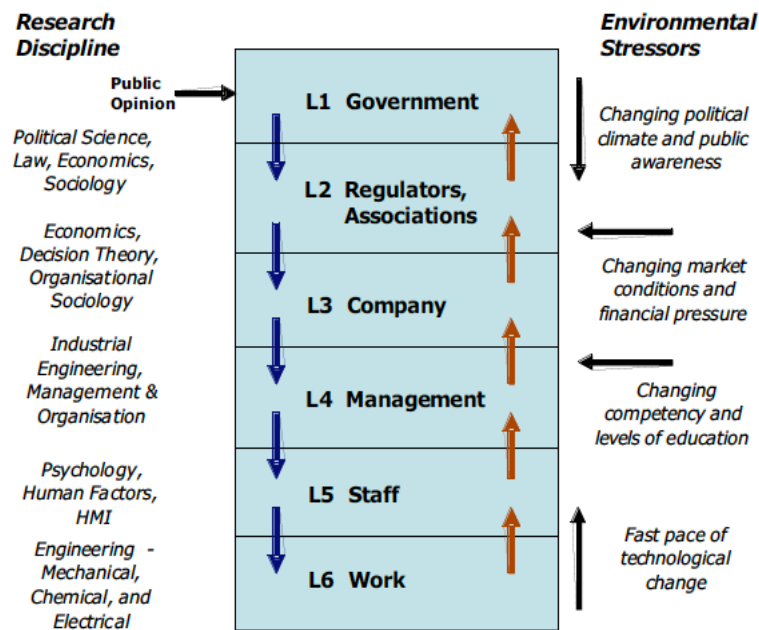 Research
Discipline
Environmental
Stressors
Public
Opinion
L1 Government
Changing political
climate and public
awareness
Political Science,
Law, Economics,
Sociology
L2 Regulators,
Associations
Economics,
Decision Theory,
Organisational
Sociology
Changing market
conditions and
financial pressure
L3 Company
Industrial
Engineering,
Management &
Organisation
L4 Management
Changing
competency and
levels of education
Psychology,
Human Factors,
HMI
L5 Staff
Engineering -
Mechanical,
Chemical, and
Electrical
L6 Work
Fast pace of
technological
change